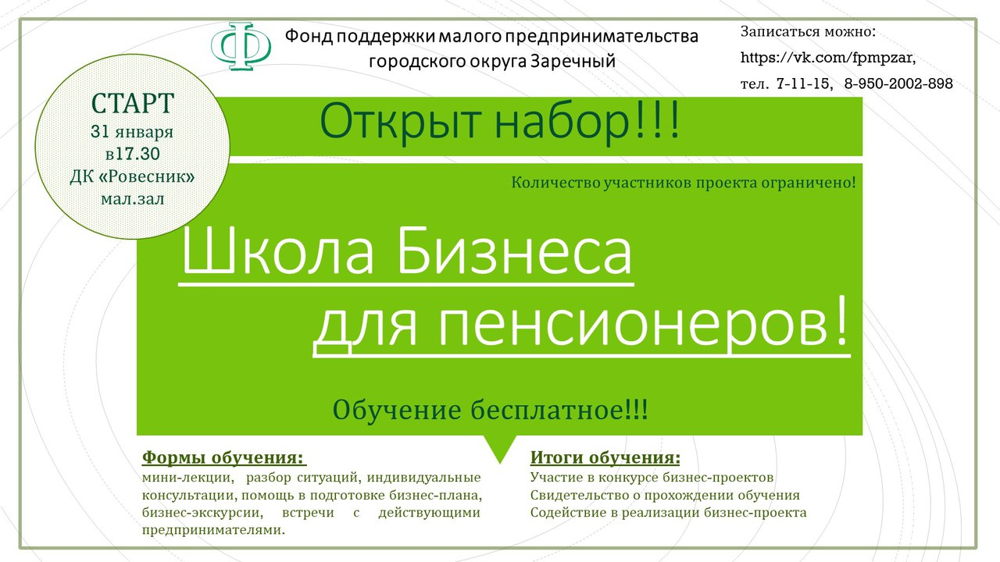 Ф
Фонд поддержки малого предпринимательства
городского округа Заречный
Записаться можно:
https://vk.com/fpmpzar,
тел. 7-11-15, 8-950-2002-898
СТАРТ
31 января
в17.30
ДК «Ровесник»
мал.зал
Открыт набор!!!
Количество участников проекта ограничено!
Школа Бизнеса
для пенсионеров!
Обучение бесплатное!!!
Формы обучения:
мини-лекции, разбор ситуаций, индивидуальные
консультации, помощь в подготовке бизнес-плана,
бизнес-экскурсии, встречи с действующими
предпринимателями.
Итоги обучения:
Участие в конкурсе бизнес-проектов
Свидетельство о прохождении обучения
Содействие в реализации бизнес-проекта